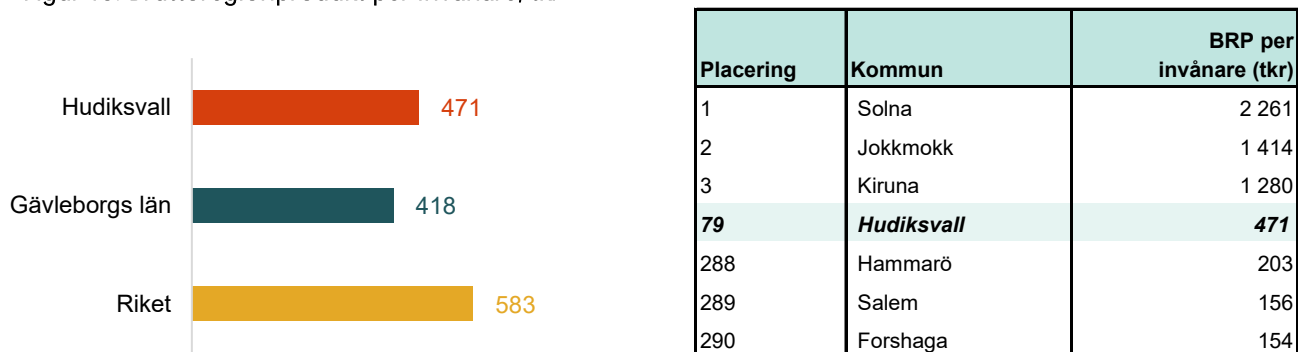 Hudiksvall 471
Gävleborgs län 418
Riket 583
Placering Kommun BRP per invånare (tkr)
1 Solna 2 261
2 Jokkmokk 1 414
3 Kiruna 1 280
79 Hudiksvall 471
288 Hammarö 203
289 Salem 156
290 Forshaga 154